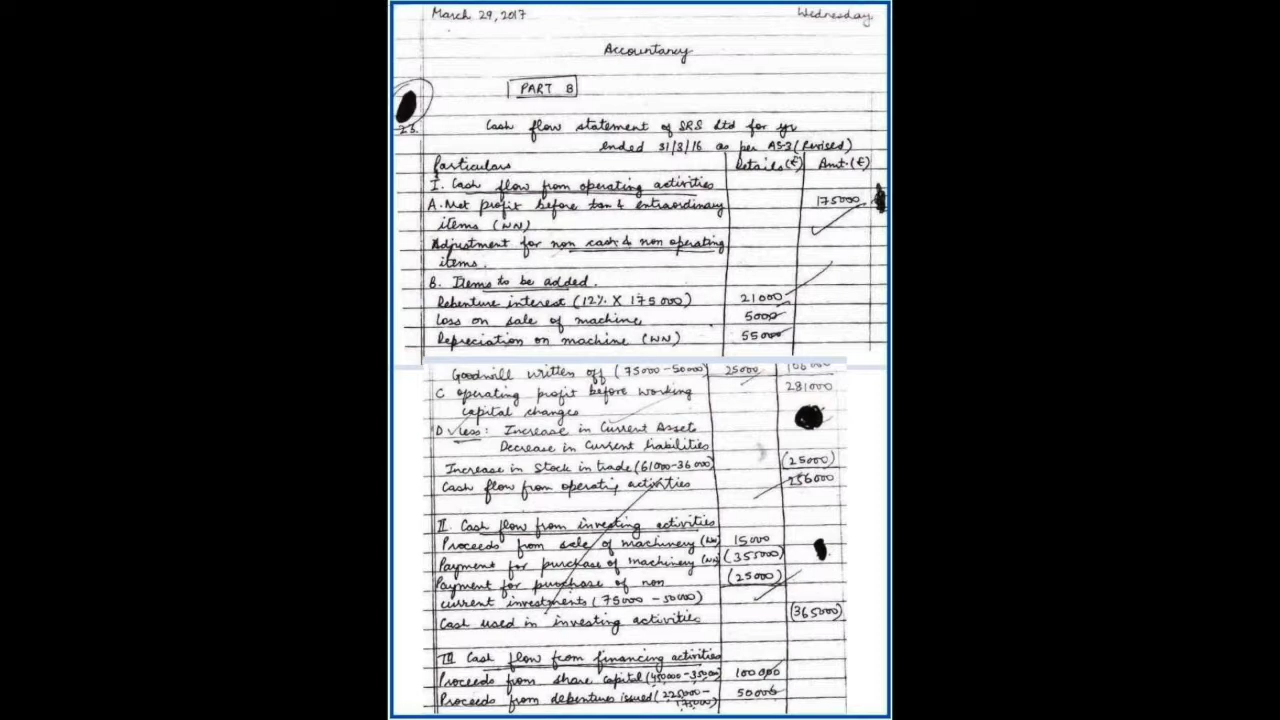 March 29, 2017 Wednesday
Accountancy
PART B
23.
Cash flow statement of SRS Ltd for yr
ended 31/3/16 as per AS-3 (Revised)
Particulars Details (₹) Amt. (₹)
I. Cash flow from operating activities
A. Net profit before tax & extraordinary 175000
items (WN)
Adjustment for non cash & non operating
items.
B. Items to be added.
Debenture interest (12% X 175000) 21000
Loss on sale of machine 5000
Depreciation on machine (WN) 55000
Goodwill written off (75000-50000) 25000 106000
C operating profit before working 281000
capital changes
D Less: Increase in Current Assets
Decrease in Current liabilities
Increase in Stock in trade (61000-36000) (25000)
Cash flow from operating activities 256000
II. Cash flow from investing activities
Proceeds from sale of machinery (WN) 15000
Payment for purchase of machinery (WN) (355000)
Payment for purchase of non (25000)
current investments (75000-50000)
Cash used in investing activities (365000)
III Cash flow from financing activities
Proceeds from share capital (450000-350000) 100000
Proceeds from debentures issued (225000- 50000
175000)